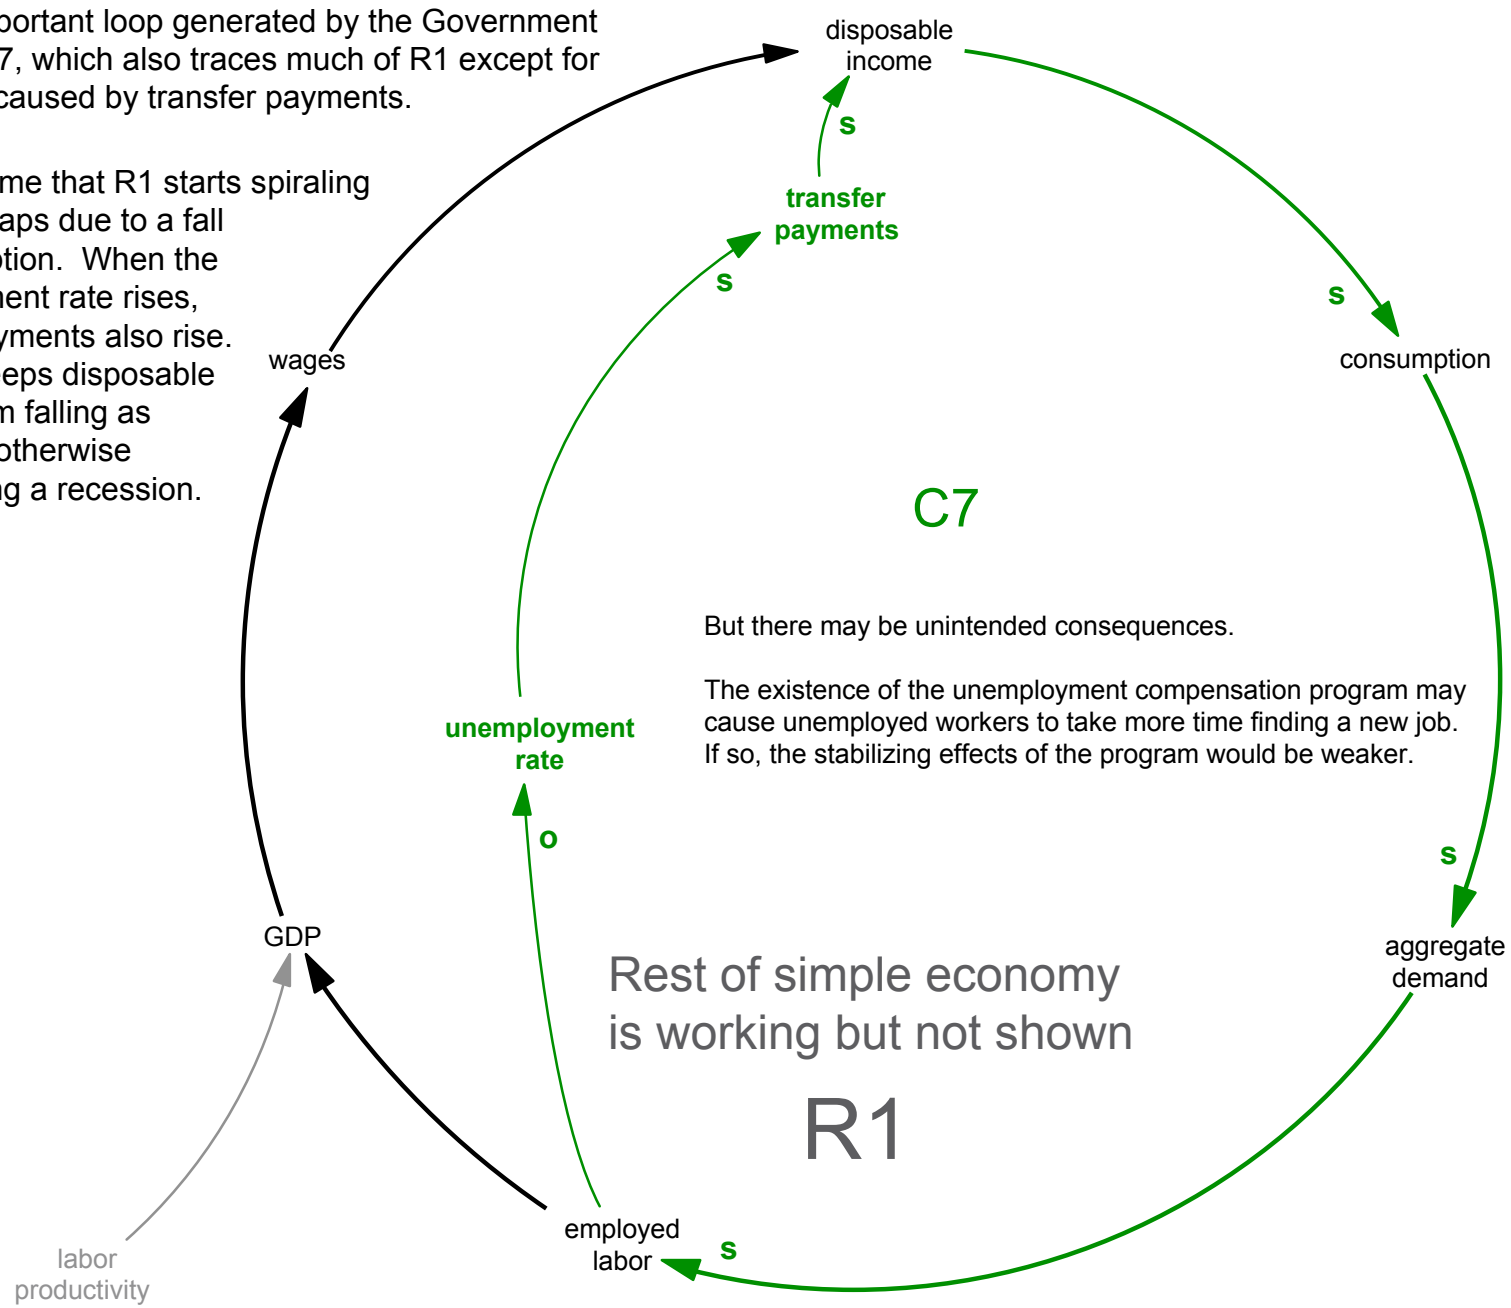 portant loop generated by the Government
7, which also traces much of R1 except for
caused by transfer payments.
me that R1 starts spiraling
aps due to a fall
ption. When the
nent rate rises,
yments also rise.
eeps disposable
m falling as
otherwise
ng a recession.
disposable
income
s
transfer
payments
s
s
wages
consumption
C7
But there may be unintended consequences.
The existence of the unemployment compensation program may
cause unemployed workers to take more time finding a new job.
If so, the stabilizing effects of the program would be weaker.
unemployment
rate
o
s
GDP
aggregate
demand
Rest of simple economy
is working but not shown
R1
employed
labor
s
labor
productivity